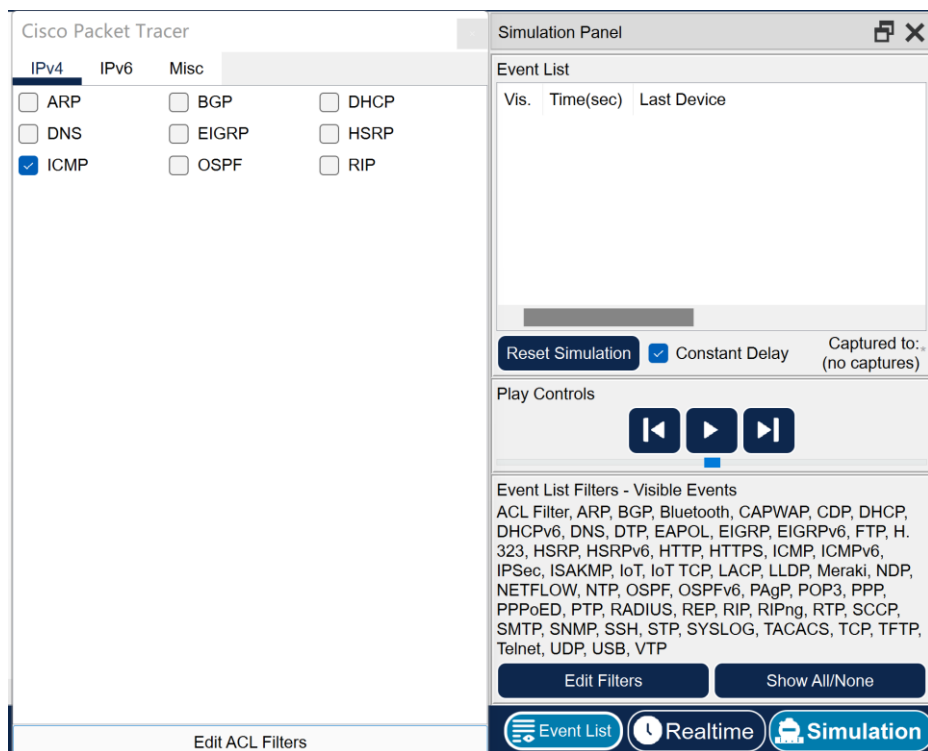 Cisco Packet Tracer
IPv4 IPv6 Misc
ARP BGP DHCP
DNS EIGRP HSRP
ICMP OSPF RIP
Edit ACL Filters
Simulation Panel
Event List
Vis. Time(sec) Last Device
Reset Simulation Constant Delay Captured to:
(no captures)
Play Controls
Event List Filters - Visible Events
ACL Filter, ARP, BGP, Bluetooth, CAPWAP, CDP, DHCP,
DHCPv6, DNS, DTP, EAPOL, EIGRP, EIGRPv6, FTP, H.
323, HSRP, HSRPv6, HTTP, HTTPS, ICMP, ICMPv6,
IPSec, ISAKMP, IoT, IoT TCP, LACP, LLDP, Meraki, NDP,
NETFLOW, NTP, OSPF, OSPFv6, PAgP, POP3, PPP,
PPPoED, PTP, RADIUS, REP, RIP, RIPng, RTP, SCCP,
SMTP, SNMP, SSH, STP, SYSLOG, TACACS, TCP, TFTP,
Telnet, UDP, USB, VTP
Edit Filters Show All/None
Event List Realtime Simulation